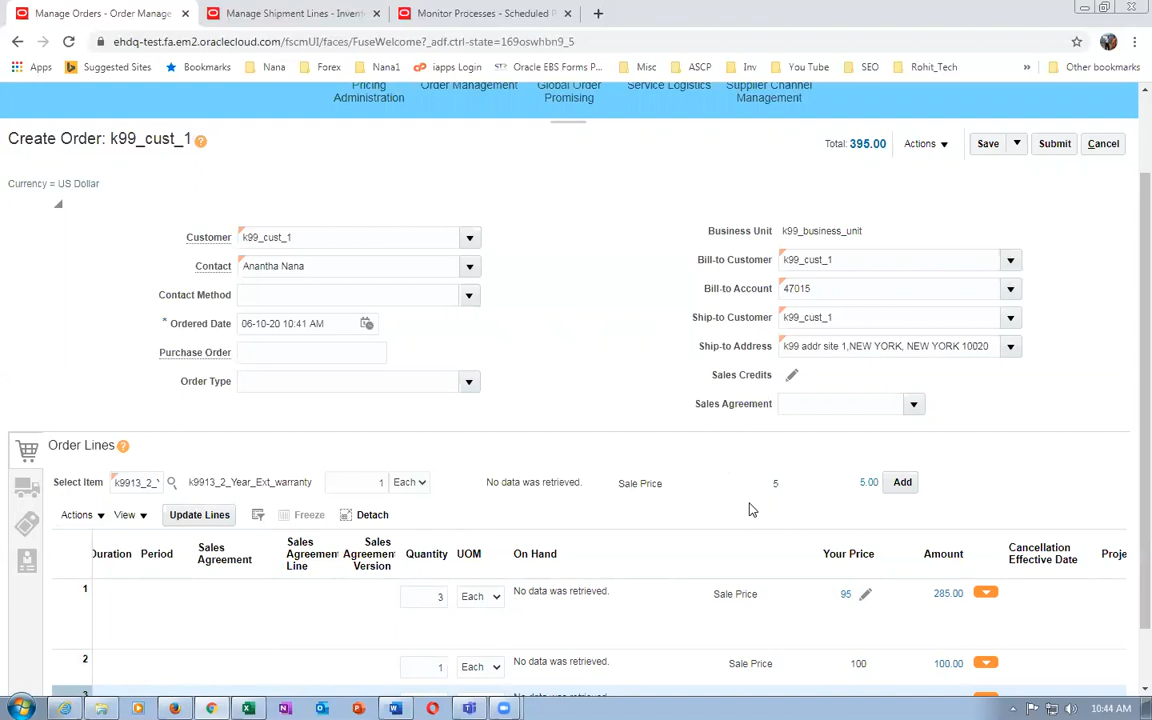 Manage Orders - Order Manage
Manage Shipment Lines - Invent
Monitor Processes - Scheduled P
ehdq-test.fa.em2.oraclecloud.com/fscmUI/faces/FuseWelcome?_adf.ctrl-state=169oswhbn9_5
Apps Suggested Sites Bookmarks Nana Forex Nana1 iapps Login Oracle EBS Forms P... Misc ASCP Inv You Tube SEO Rohit_Tech » Other bookmarks
Pricing Administration
Order Management
Global Order Promising
Service Logistics
Supplier Channel Management
Create Order: k99_cust_1
Total: 395.00 Actions Save Submit Cancel
Currency = US Dollar
Customer k99_cust_1
Contact Anantha Nana
Contact Method
* Ordered Date 06-10-20 10:41 AM
Purchase Order
Order Type
Business Unit k99_business_unit
Bill-to Customer k99_cust_1
Bill-to Account 47015
Ship-to Customer k99_cust_1
Ship-to Address k99 addr site 1,NEW YORK, NEW YORK 10020
Sales Credits
Sales Agreement
Order Lines
Select Item k9913_2_Y k9913_2_Year_Ext_warranty 1 Each No data was retrieved. Sale Price 5 5.00 Add
Actions View Update Lines Freeze Detach
Duration Period Sales Agreement Sales Agreement Line Sales Agreement Version Quantity UOM On Hand Your Price Amount Cancellation Effective Date Proje
1 3 Each No data was retrieved. Sale Price 95 285.00
2 1 Each No data was retrieved. Sale Price 100 100.00
3
10:44 AM